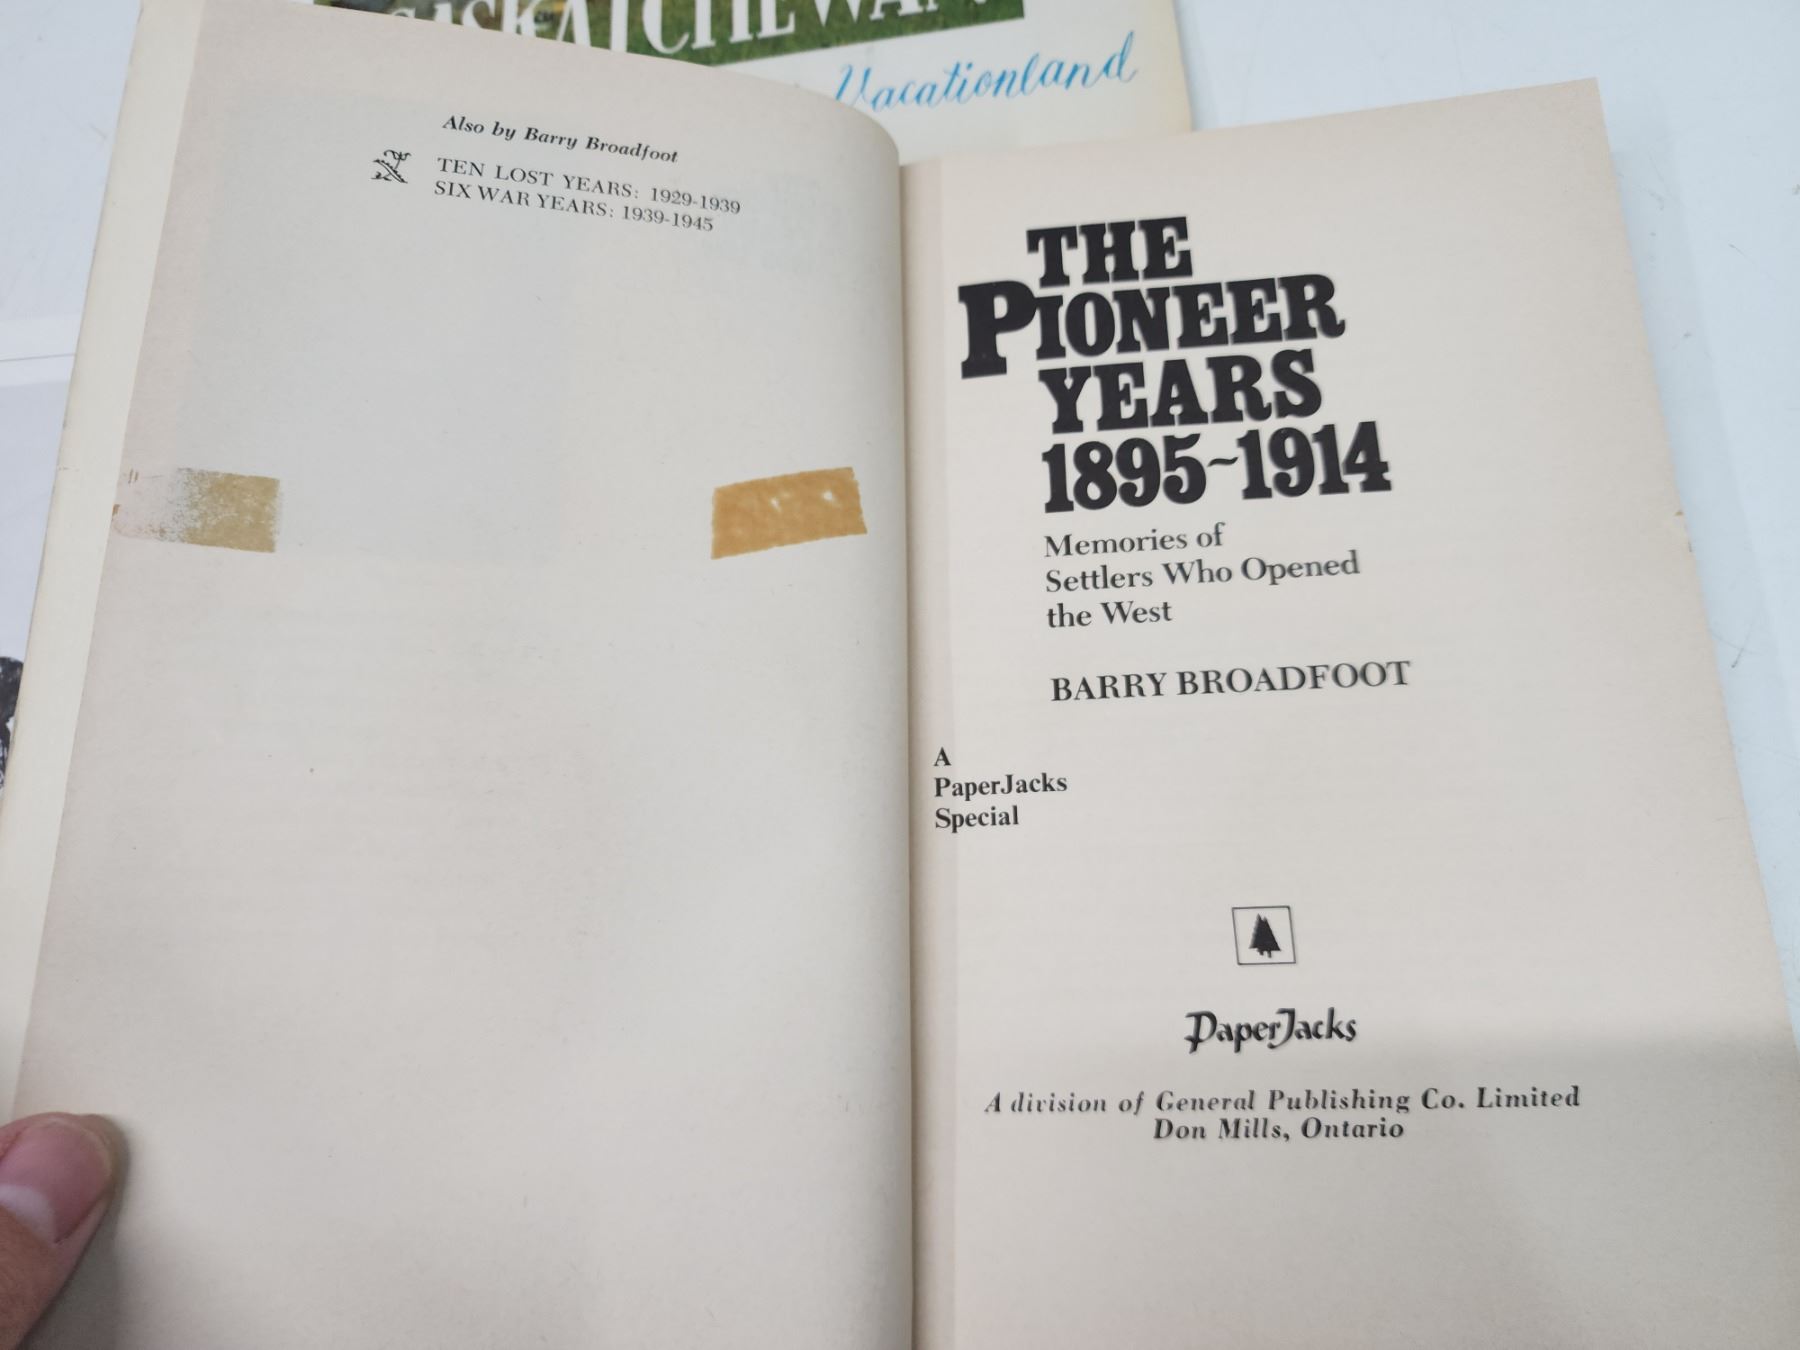 Vacationland
Also by Barry Broadfoot
TEN LOST YEARS: 1929-1939
SIX WAR YEARS: 1939-1945
THE
PIONEER
YEARS
1895~1914
Memories of
Settlers Who Opened
the West
BARRY BROADFOOT
A
PaperJacks
Special
PaperJacks
A division of General Publishing Co. Limited
Don Mills, Ontario